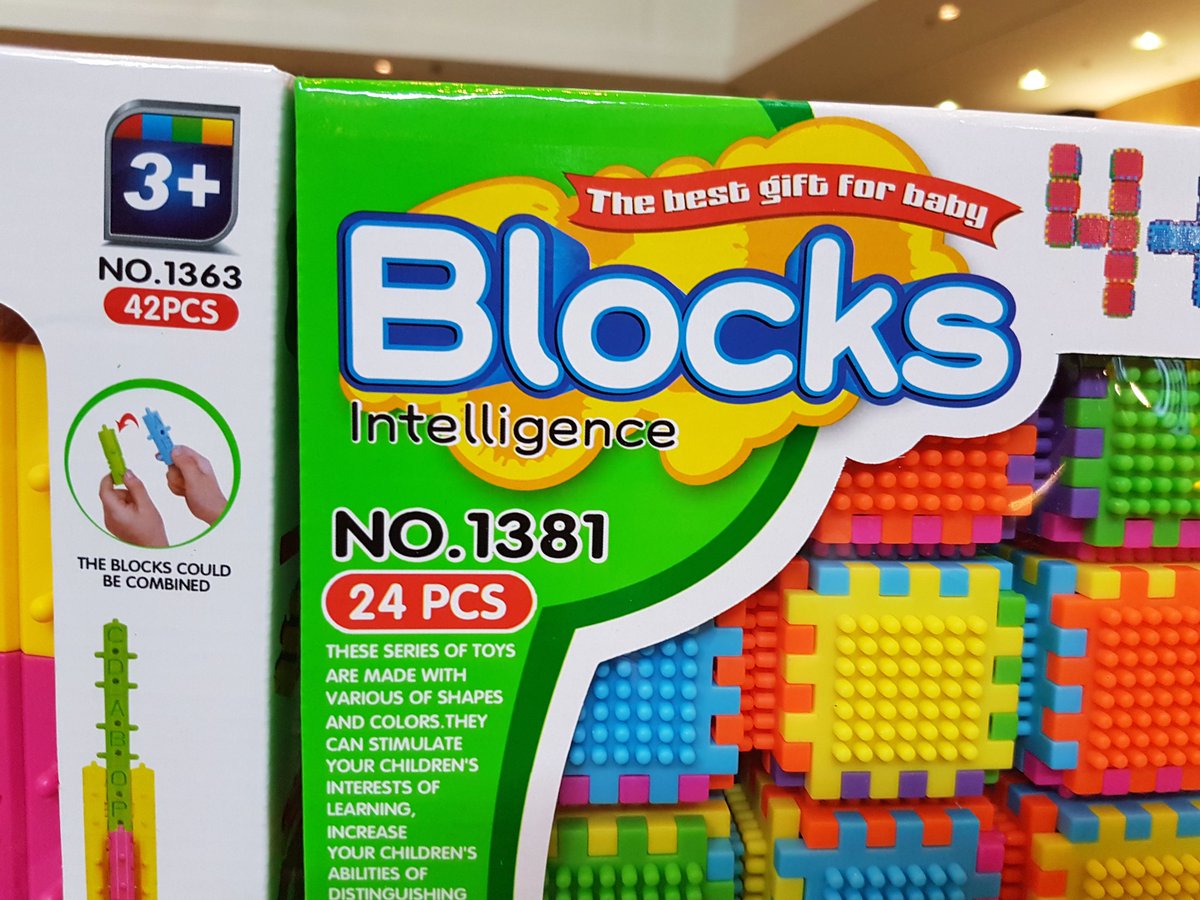 3+
NO.1363
42PCS
THE BLOCKS COULD
BE COMBINED
C
D
A
B
O
P
The best gift for baby
Blocks
Intelligence
NO.1381
24 PCS
THESE SERIES OF TOYS
ARE MADE WITH
VARIOUS OF SHAPES
AND COLORS.THEY
CAN STIMULATE
YOUR CHILDREN'S
INTERESTS OF
LEARNING,
INCREASE
YOUR CHILDREN'S
ABILITIES OF
DISTINGUISHING
4+